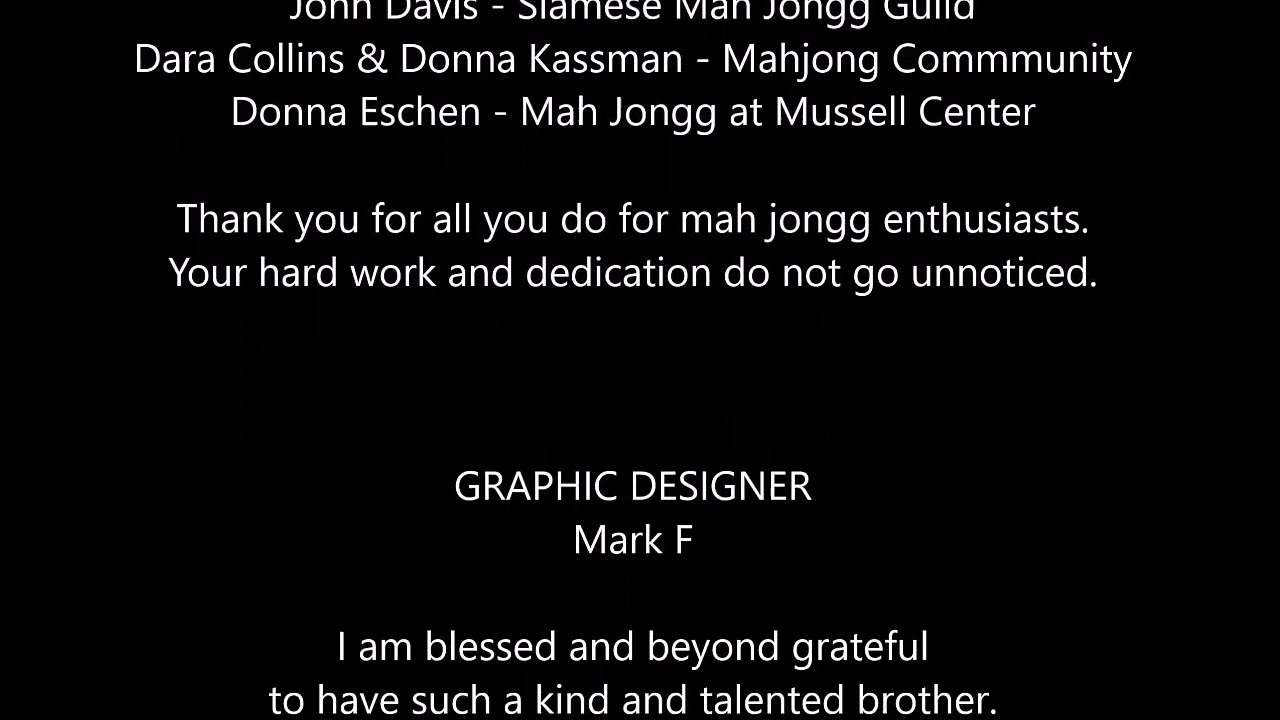 John Davis - Siamese Mah Jongg Guild
Dara Collins & Donna Kassman - Mahjong Commmunity
Donna Eschen - Mah Jongg at Mussell Center
Thank you for all you do for mah jongg enthusiasts.
Your hard work and dedication do not go unnoticed.
GRAPHIC DESIGNER
Mark F
I am blessed and beyond grateful
to have such a kind and talented brother.